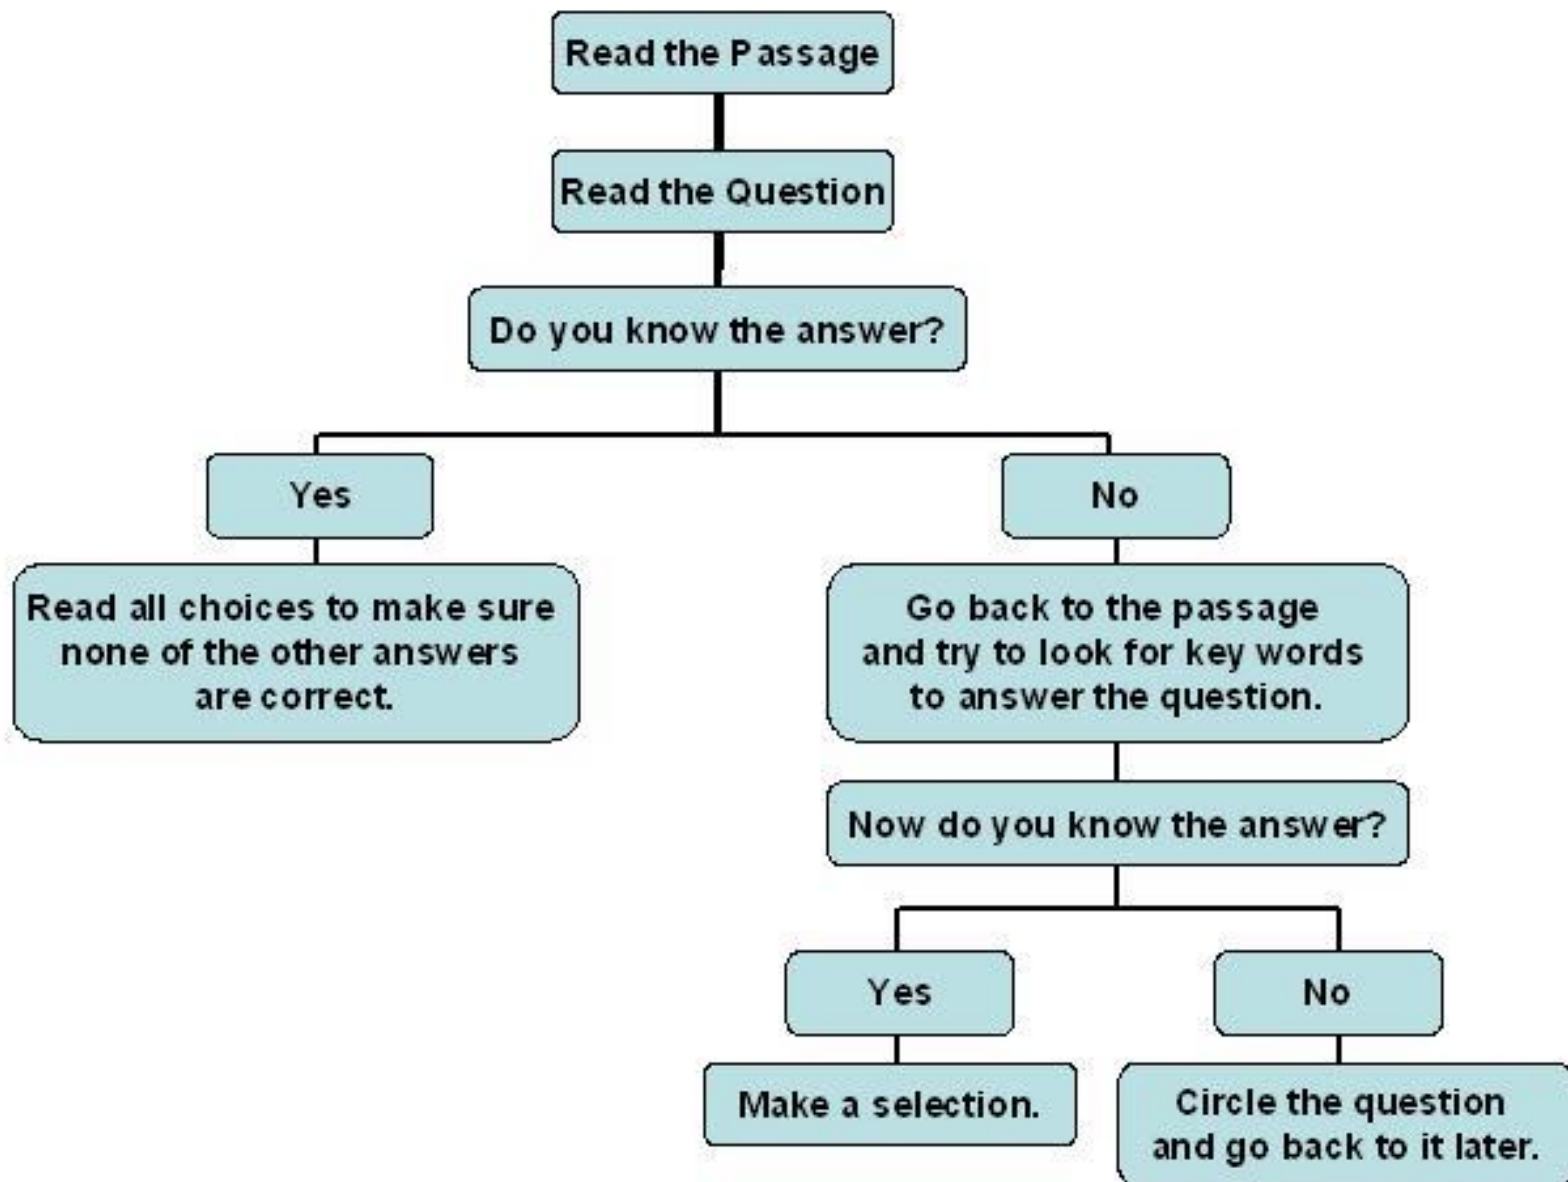 Read the Passage
Read the Question
Do you know the answer?
Yes
No
Read all choices to make sure
none of the other answers
are correct.
Go back to the passage
and try to look for key words
to answer the question.
Now do you know the answer?
Yes
No
Make a selection.
Circle the question
and go back to it later.